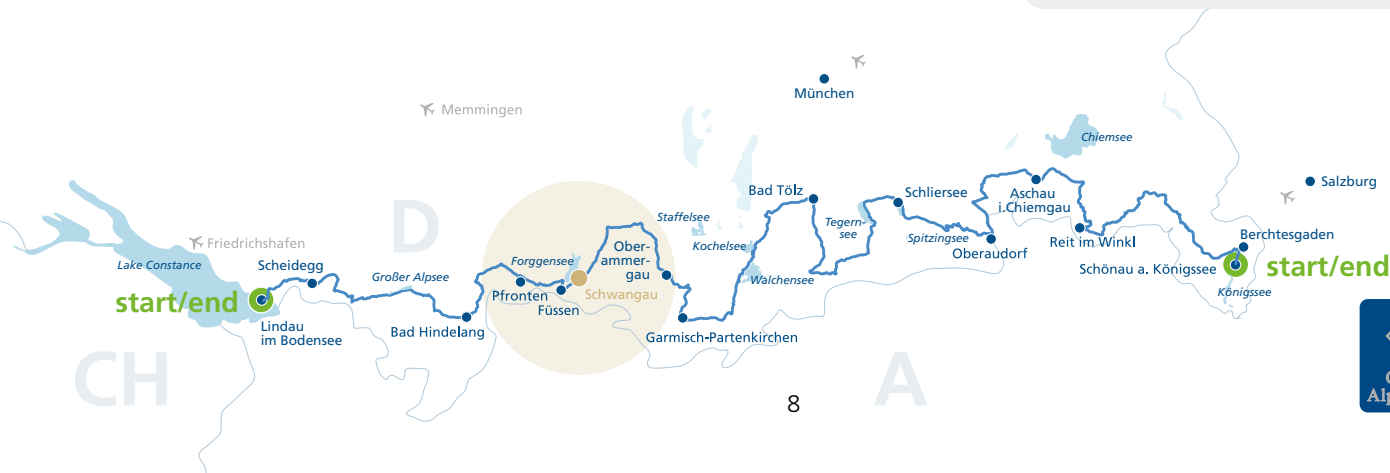 München
Memmingen
Chiemsee
Salzburg
Bad Tölz
Schliersee
Aschau
i.Chiemgau
D
Staffelsee
Tegern-
see
Spitzingsee
Oberaudorf
Reit im Winkl
Berchtesgaden
Friedrichshafen
Kochelsee
Ober-
ammer-
gau
Lake Constance
Scheidegg
Großer Alpsee
Forggensee
Walchensee
Schönau a. Königssee
start/end
Königssee
Pfronten
Schwangau
Füssen
start/end
Lindau
im Bodensee
Bad Hindelang
Garmisch-Partenkirchen
CH
A
8